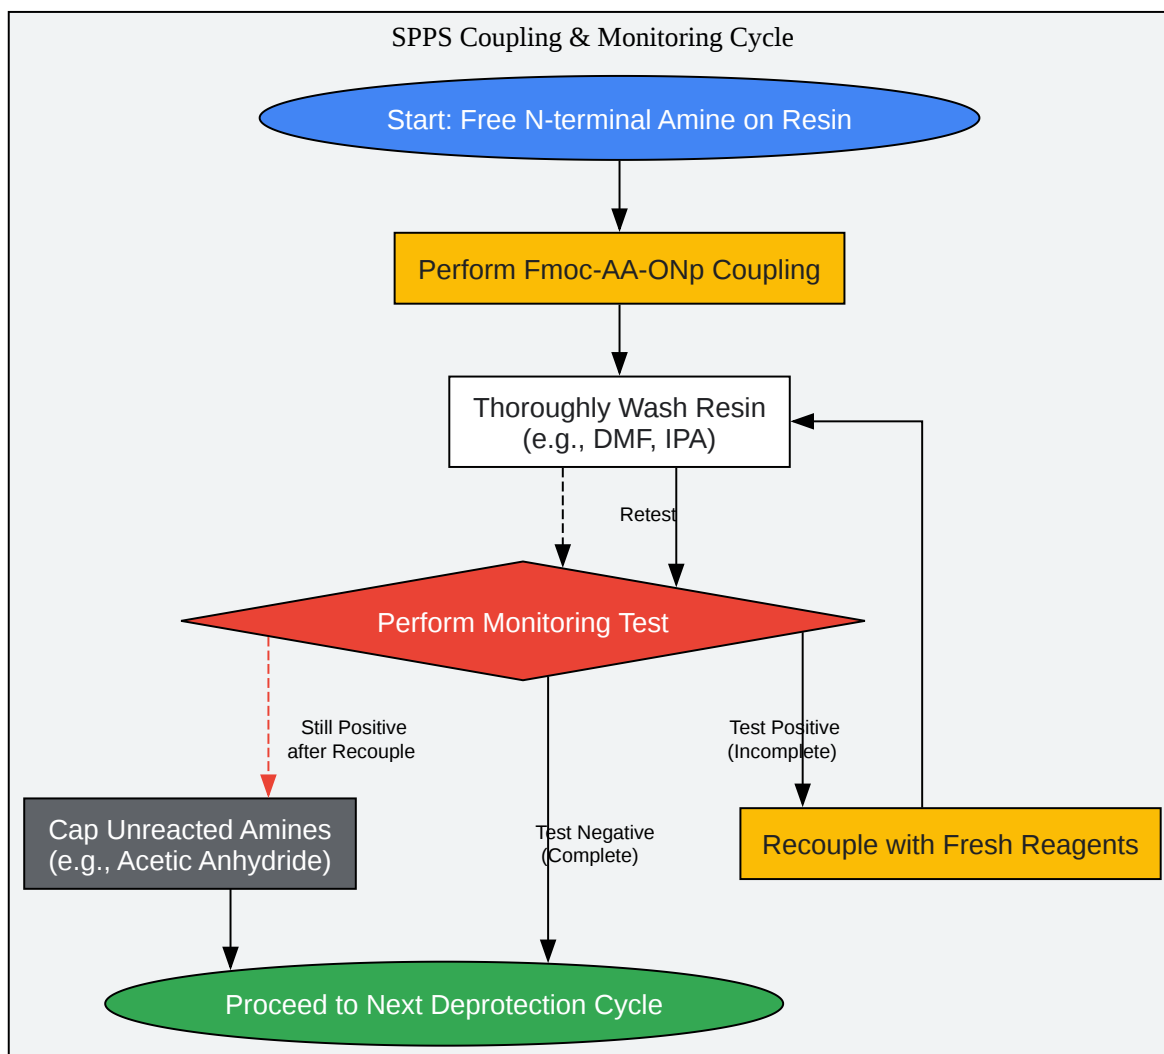 SPPS Coupling & Monitoring Cycle
Start: Free N-terminal Amine on Resin
Perform Fmoc-AA-ONp Coupling
Thoroughly Wash Resin
(e.g., DMF, IPA)
Retest
Perform Monitoring Test
Still Positive
after Recouple
Test Positive
(Incomplete)
Cap Unreacted Amines
(e.g., Acetic Anhydride)
Test Negative
(Complete)
Recouple with Fresh Reagents
Proceed to Next Deprotection Cycle